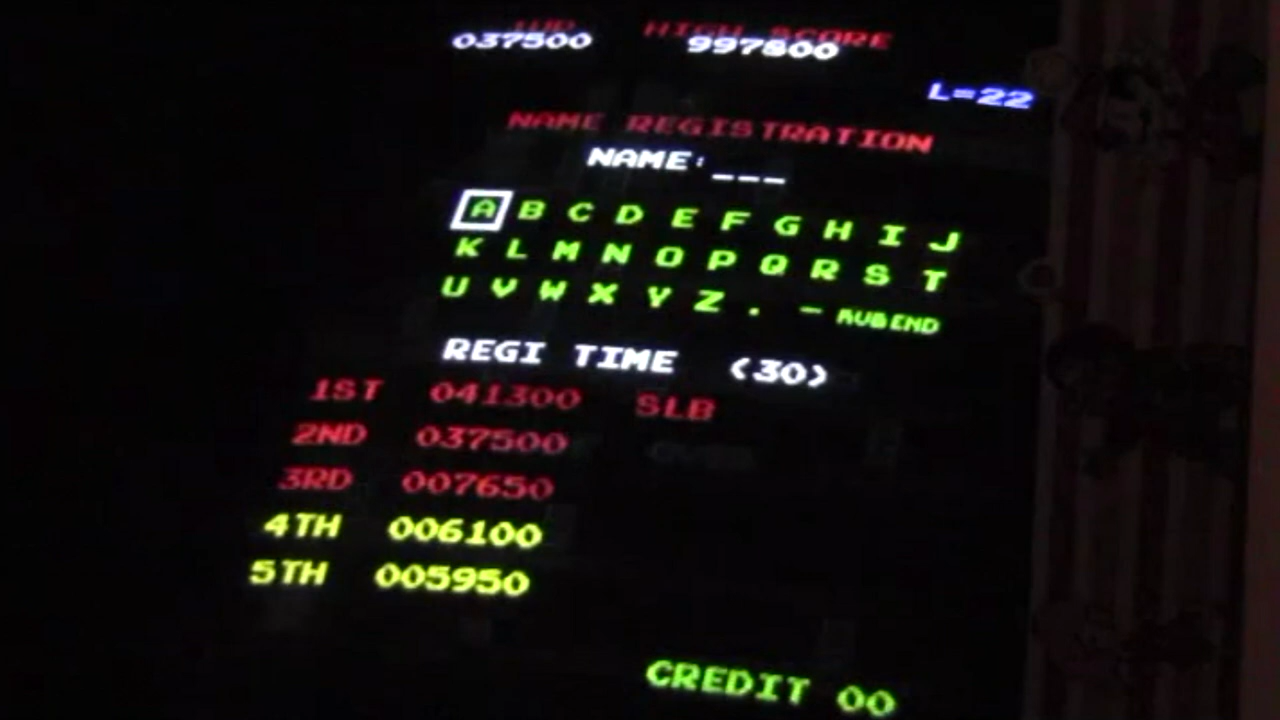 1UP HIGH SCORE
037500 997800
L=22
NAME REGISTRATION
NAME:___
A B C D E F G H I J
K L M N O P Q R S T
U V W X Y Z . - RUB END
REGI TIME (30)
1ST 041300 SLB
2ND 037500
3RD 007650
4TH 006100
5TH 005950
CREDIT 00